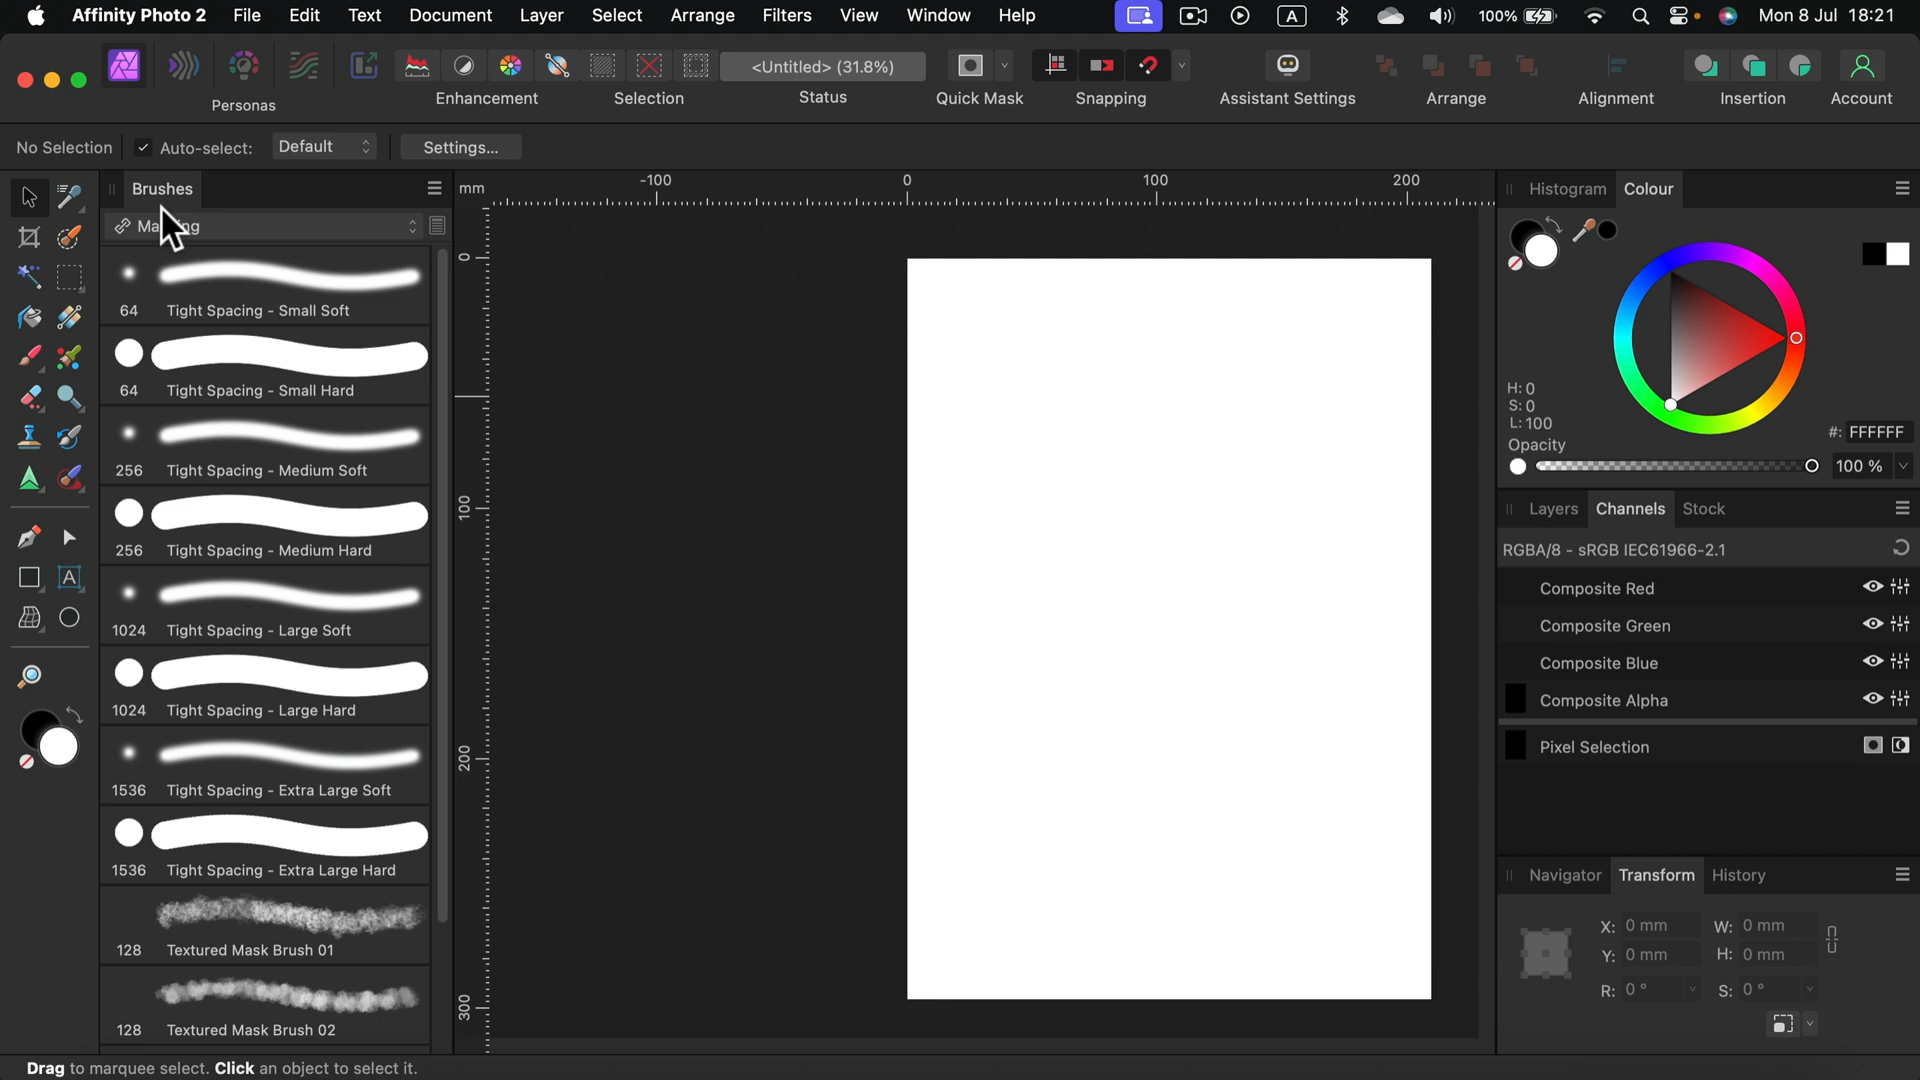 Affinity Photo 2 File Edit Text Document Layer Select Arrange Filters View Window Help A 100% Mon 8 Jul 18:21
<Untitled> (31.8%)
Personas Enhancement Selection Status Quick Mask Snapping Assistant Settings Arrange Alignment Insertion Account
No Selection Auto-select: Default Settings...
Brushes
mm -100 0 100 200
0 100 200 300
64 Tight Spacing - Small Soft
64 Tight Spacing - Small Hard
256 Tight Spacing - Medium Soft
256 Tight Spacing - Medium Hard
1024 Tight Spacing - Large Soft
1024 Tight Spacing - Large Hard
1536 Tight Spacing - Extra Large Soft
1536 Tight Spacing - Extra Large Hard
128 Textured Mask Brush 01
128 Textured Mask Brush 02
A
Histogram Colour
H: 0
S: 0
L: 100
#: FFFFFF
Opacity
100 %
Layers Channels Stock
RGBA/8 - sRGB IEC61966-2.1
Composite Red
Composite Green
Composite Blue
Composite Alpha
Pixel Selection
Navigator Transform History
X: 0 mm W: 0 mm
Y: 0 mm H: 0 mm
R: 0 ° S: 0 °
Drag to marquee select. Click an object to select it.